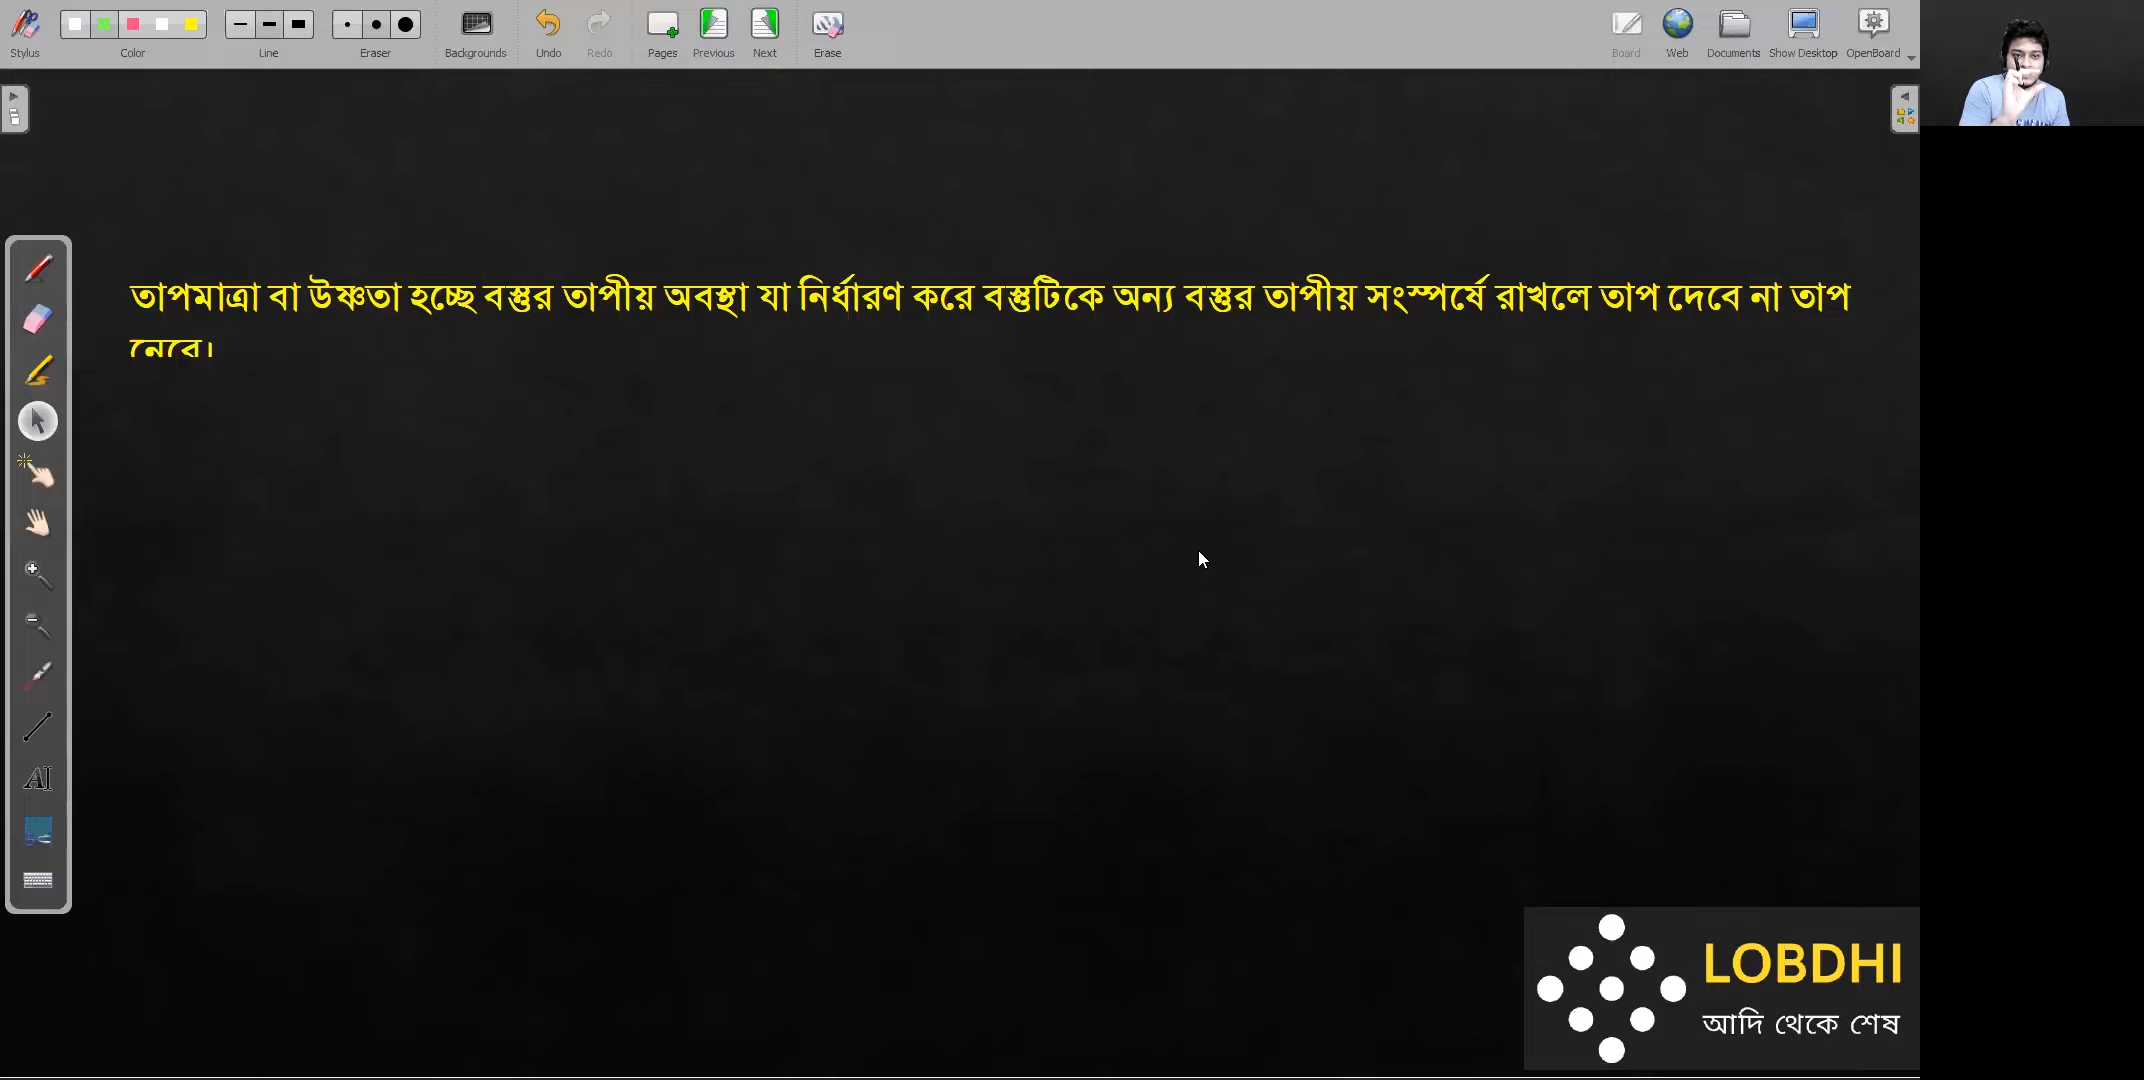 Stylus Color Line Eraser Backgrounds Undo Redo Pages Previous Next Erase Board Web Documents Show Desktop OpenBoard
তাপমাত্রা বা উষ্ণতা হচ্ছে বস্তুর তাপীয় অবস্থা যা নির্ধারণ করে বস্তুটিকে অন্য বস্তুর তাপীয় সংস্পর্ষে রাখলে তাপ দেবে না তাপ
নেবে।
AI
LOBDHI
আদি থেকে শেষ